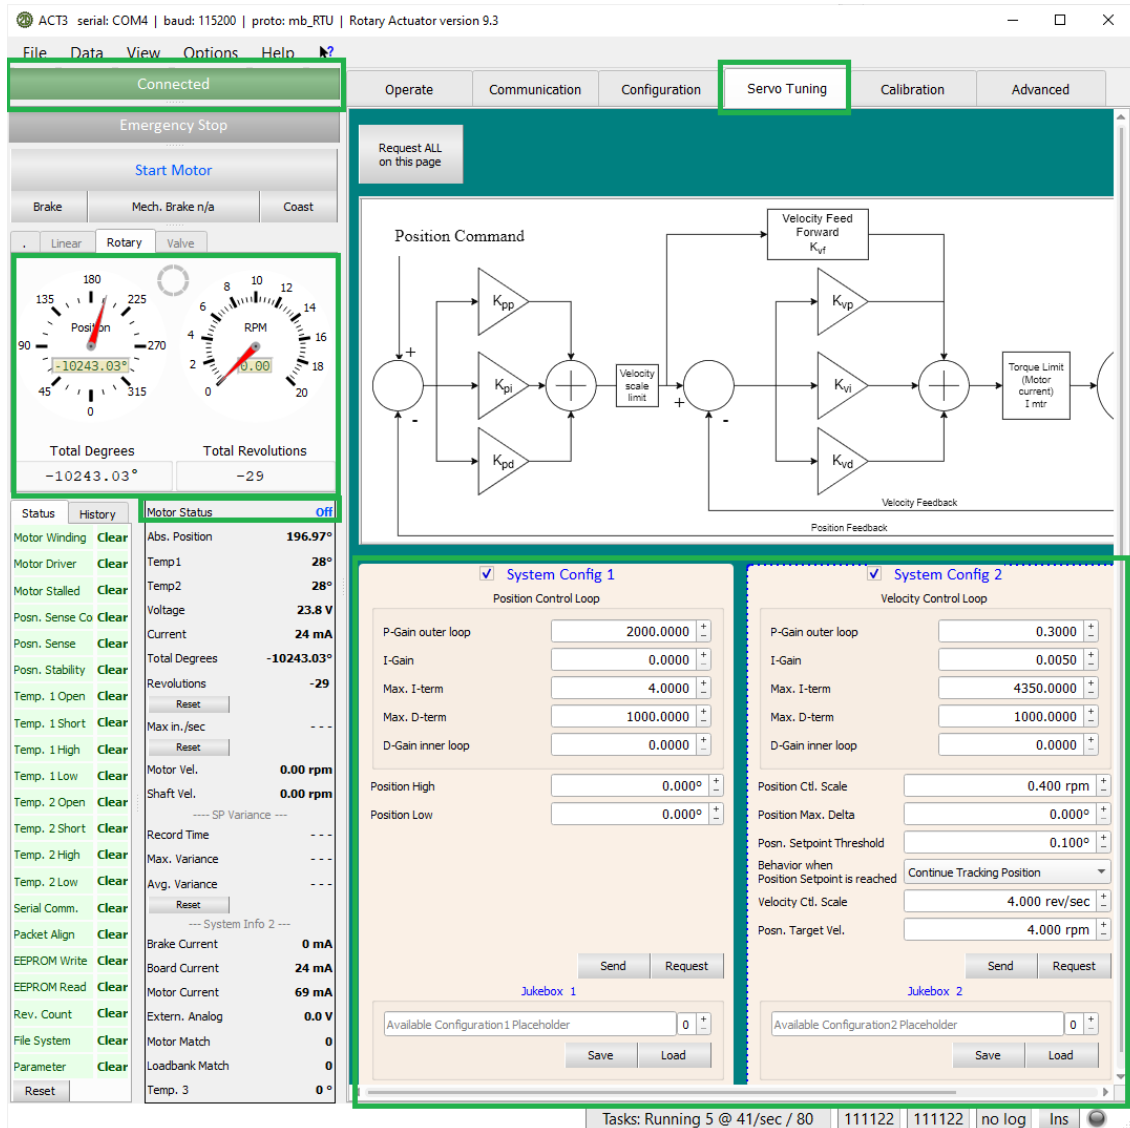 ACT3 serial: COM4 | baud: 115200 | proto: mb_RTU | Rotary Actuator version 9.3
File Data View Options Help
Connected
Emergency Stop
Start Motor
Brake Mech. Brake n/a Coast
. Linear Rotary Valve
180
135 225
Position
90 270
-10243.03°
45 315
0
8 10 12
6 14
4 RPM 16
2 0.00 18
0 20
Total Degrees Total Revolutions
-10243.03° -29
Status History
Motor Winding Clear
Motor Driver Clear
Motor Stalled Clear
Posn. Sense Co Clear
Posn. Sense Clear
Posn. Stability Clear
Temp. 1 Open Clear
Temp. 1 Short Clear
Temp. 1 High Clear
Temp. 1 Low Clear
Temp. 2 Open Clear
Temp. 2 Short Clear
Temp. 2 High Clear
Temp. 2 Low Clear
Serial Comm. Clear
Packet Align Clear
EEPROM Write Clear
EEPROM Read Clear
Rev. Count Clear
File System Clear
Parameter Clear
Reset
Motor Status Off
Abs. Position 196.97°
Temp1 28°
Temp2 28°
Voltage 23.8 V
Current 24 mA
Total Degrees -10243.03°
Revolutions -29
Reset
Max in./sec - - -
Reset
Motor Vel. 0.00 rpm
Shaft Vel. 0.00 rpm
---- SP Variance ---
Record Time - - -
Max. Variance - - -
Avg. Variance - - -
Reset
--- System Info 2 ---
Brake Current 0 mA
Board Current 24 mA
Motor Current 69 mA
Extern. Analog 0.0 V
Motor Match 0
Loadbank Match 0
Temp. 3 0 °
Operate Communication Configuration Servo Tuning Calibration Advanced
Request ALL
on this page
Position Command
Velocity Feed
Forward
Kvf
Kpp
Kpi
Kpd
Velocity
scale
limit
Kvp
Kvi
Kvd
Torque Limit
(Motor
current)
I mtr
+
-
+
-
Velocity Feedback
Position Feedback
System Config 1
Position Control Loop
P-Gain outer loop 2000.0000
I-Gain 0.0000
Max. I-term 4.0000
Max. D-term 1000.0000
D-Gain inner loop 0.0000
Position High 0.000°
Position Low 0.000°
Send Request
Jukebox 1
Available Configuration1 Placeholder 0
Save Load
System Config 2
Velocity Control Loop
P-Gain outer loop 0.3000
I-Gain 0.0050
Max. I-term 4350.0000
Max. D-term 1000.0000
D-Gain inner loop 0.0000
Position Ctl. Scale 0.400 rpm
Position Max. Delta 0.000°
Posn. Setpoint Threshold 0.100°
Behavior when
Position Setpoint is reached Continue Tracking Position
Velocity Ctl. Scale 4.000 rev/sec
Posn. Target Vel. 4.000 rpm
Send Request
Jukebox 2
Available Configuration2 Placeholder 0
Save Load
Tasks: Running 5 @ 41/sec / 80 111122 111122 no log Ins